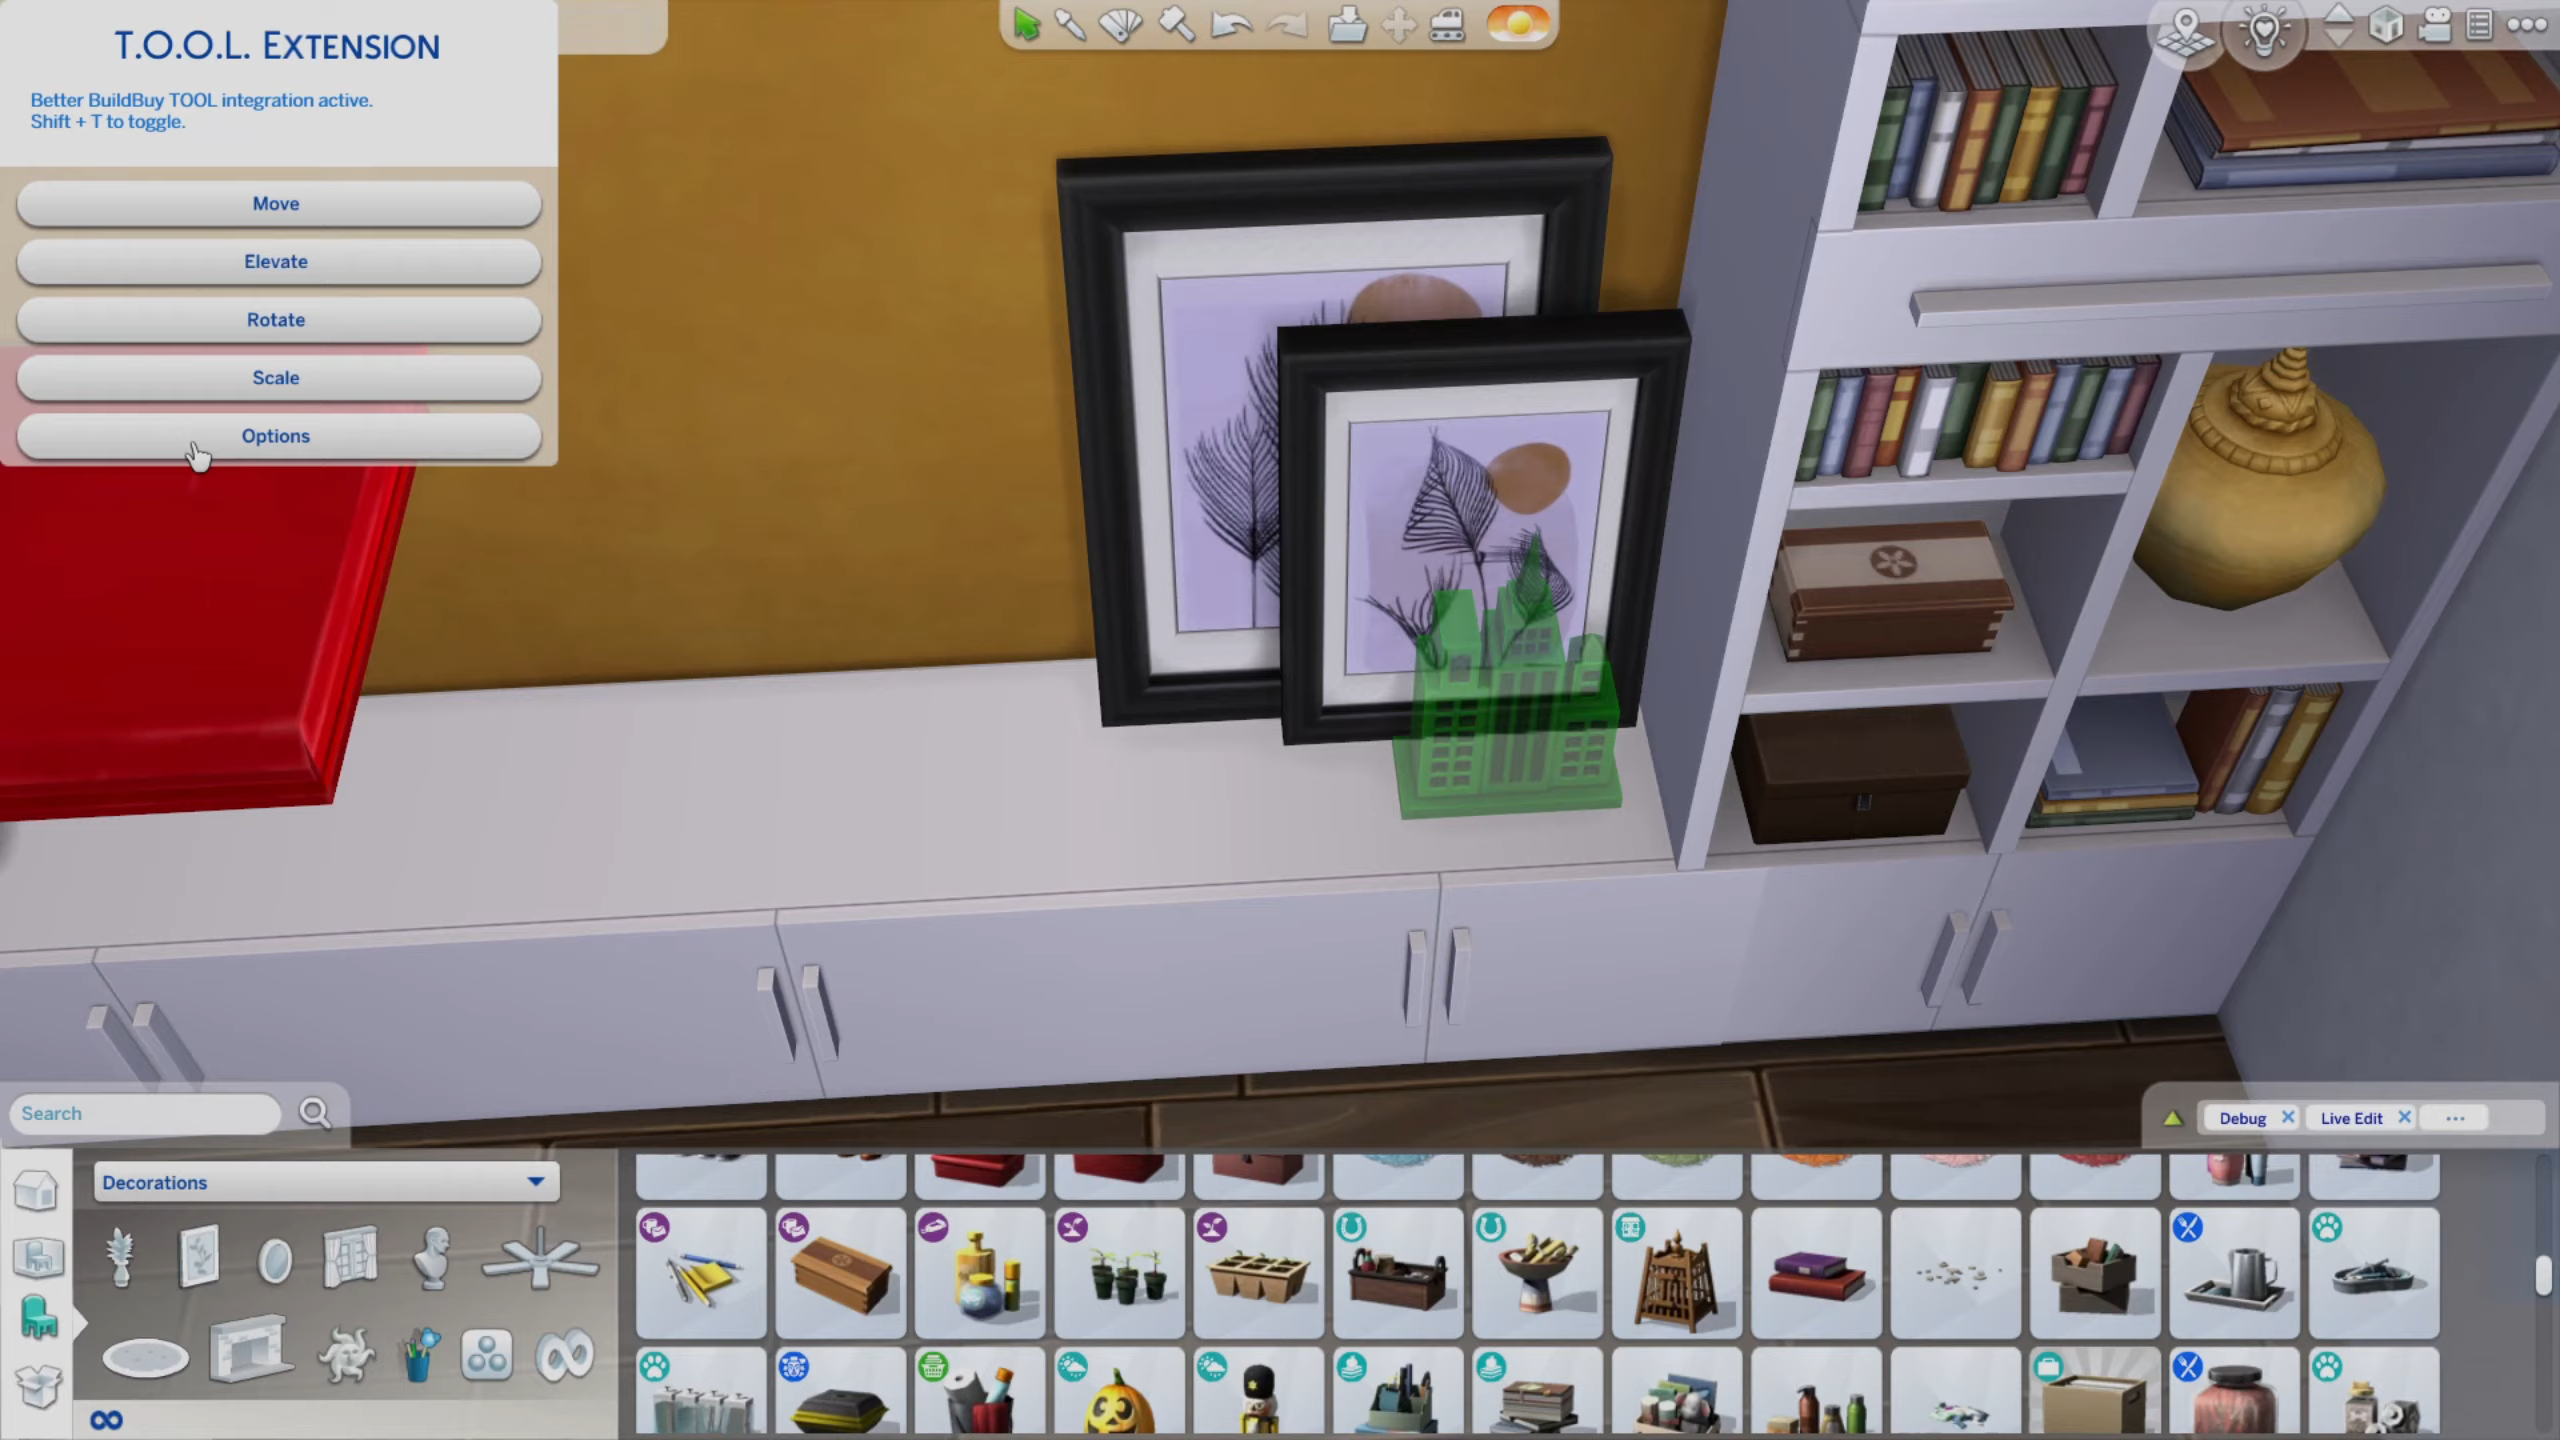 T.O.O.L. Extension
Better BuildBuy TOOL integration active.
Shift + T to toggle.
Move
Elevate
Rotate
Scale
Options
Search
Debug
Live Edit
Decorations